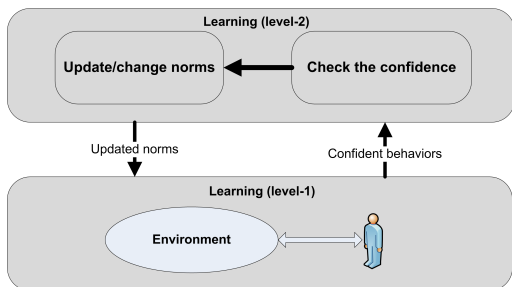 Learning (level-2)
Update/change norms
Check the confidence
Updated norms
Confident behaviors
Learning (level-1)
Environment